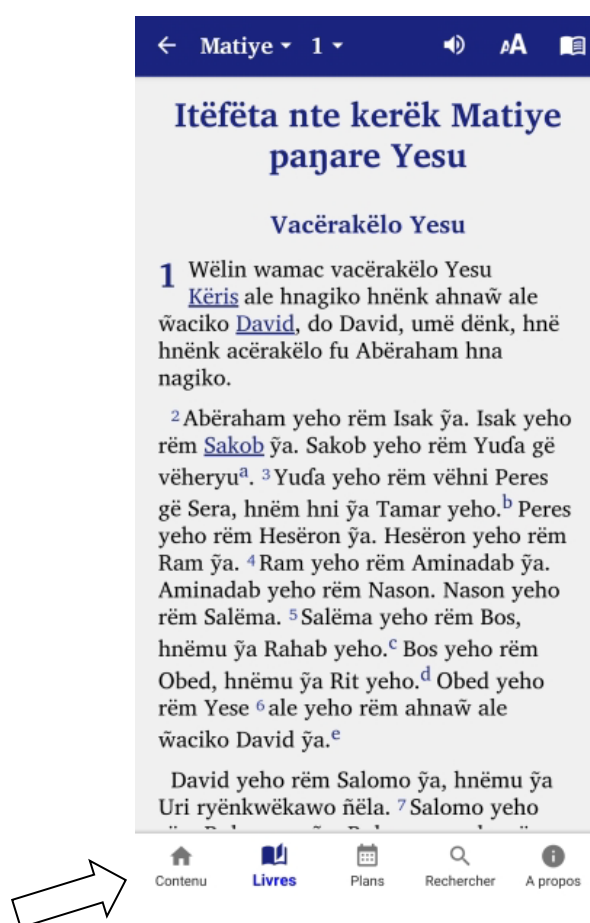 Matiye 1
Itëfëta nte kerëk Matiye
paŋare Yesu
Vacërakëlo Yesu
1 Wëlin wamac vacërakëlo Yesu
Këris ale hnagiko hnënk ahnaw̃ ale
w̃aciko David, do David, umë dënk, hnë
hnënk acërakëlo fu Abëraham hna
nagiko.
2 Abëraham yeho rëm Isak ỹa. Isak yeho
rëm Sakob ỹa. Sakob yeho rëm Yuɗa gë
vëheryuª. 3 Yuɗa yeho rëm vëhni Peres
gë Sera, hnëm hni ỹa Tamar yeho.b Peres
yeho rëm Hesëron ỹa. Hesëron yeho rëm
Ram ỹa. 4 Ram yeho rëm Aminadab ỹa.
Aminadab yeho rëm Nason. Nason yeho
rëm Salëma. 5 Salëma yeho rëm Bos,
hnëmu ỹa Rahab yeho.c Bos yeho rëm
Obed, hnëmu ỹa Rit yeho.d Obed yeho
rëm Yese 6 ale yeho rëm ahnaw̃ ale
w̃aciko David ỹa.e
David yeho rëm Salomo ỹa, hnëmu ỹa
Uri ryënkwëkawo ñëla. 7 Salomo yeho
Contenu Livres Plans Rechercher A propos